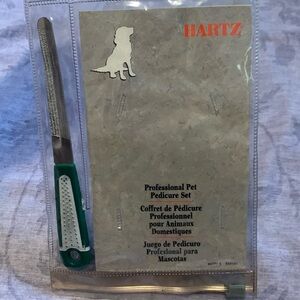 HARTZ
Professional Pet
Pedicure Set
Coffret de Pédicure
Professionnel
pour Animaux
Domestiques
Juego de Pedicuro
Profesional para
Mascotas